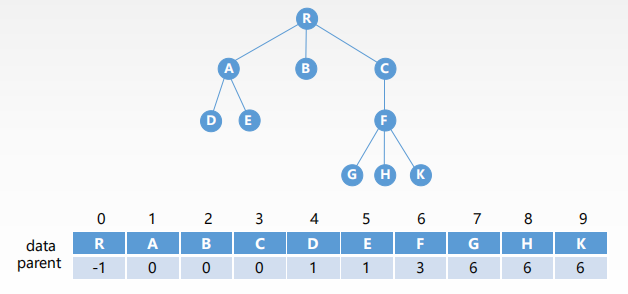 R
A B C
D E F
G H K
0 1 2 3 4 5 6 7 8 9
data R A B C D E F G H K
parent -1 0 0 0 1 1 3 6 6 6